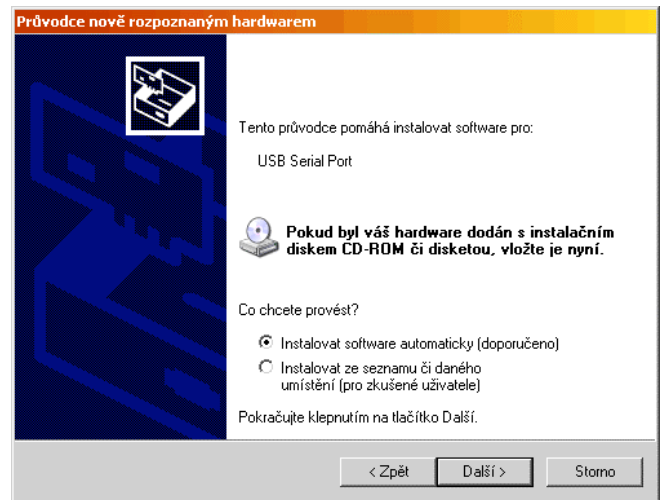 Průvodce nově rozpoznaným hardwarem
Tento průvodce pomáhá instalovat software pro:
USB Serial Port
Pokud byl váš hardware dodán s instalačním
diskem CD-ROM či disketou, vložte je nyní.
Co chcete provést?
Instalovat software automaticky (doporučeno)
Instalovat ze seznamu či daného
umístění (pro zkušené uživatele)
Pokračujte klepnutím na tlačítko Další.
< Zpět
Další >
Storno